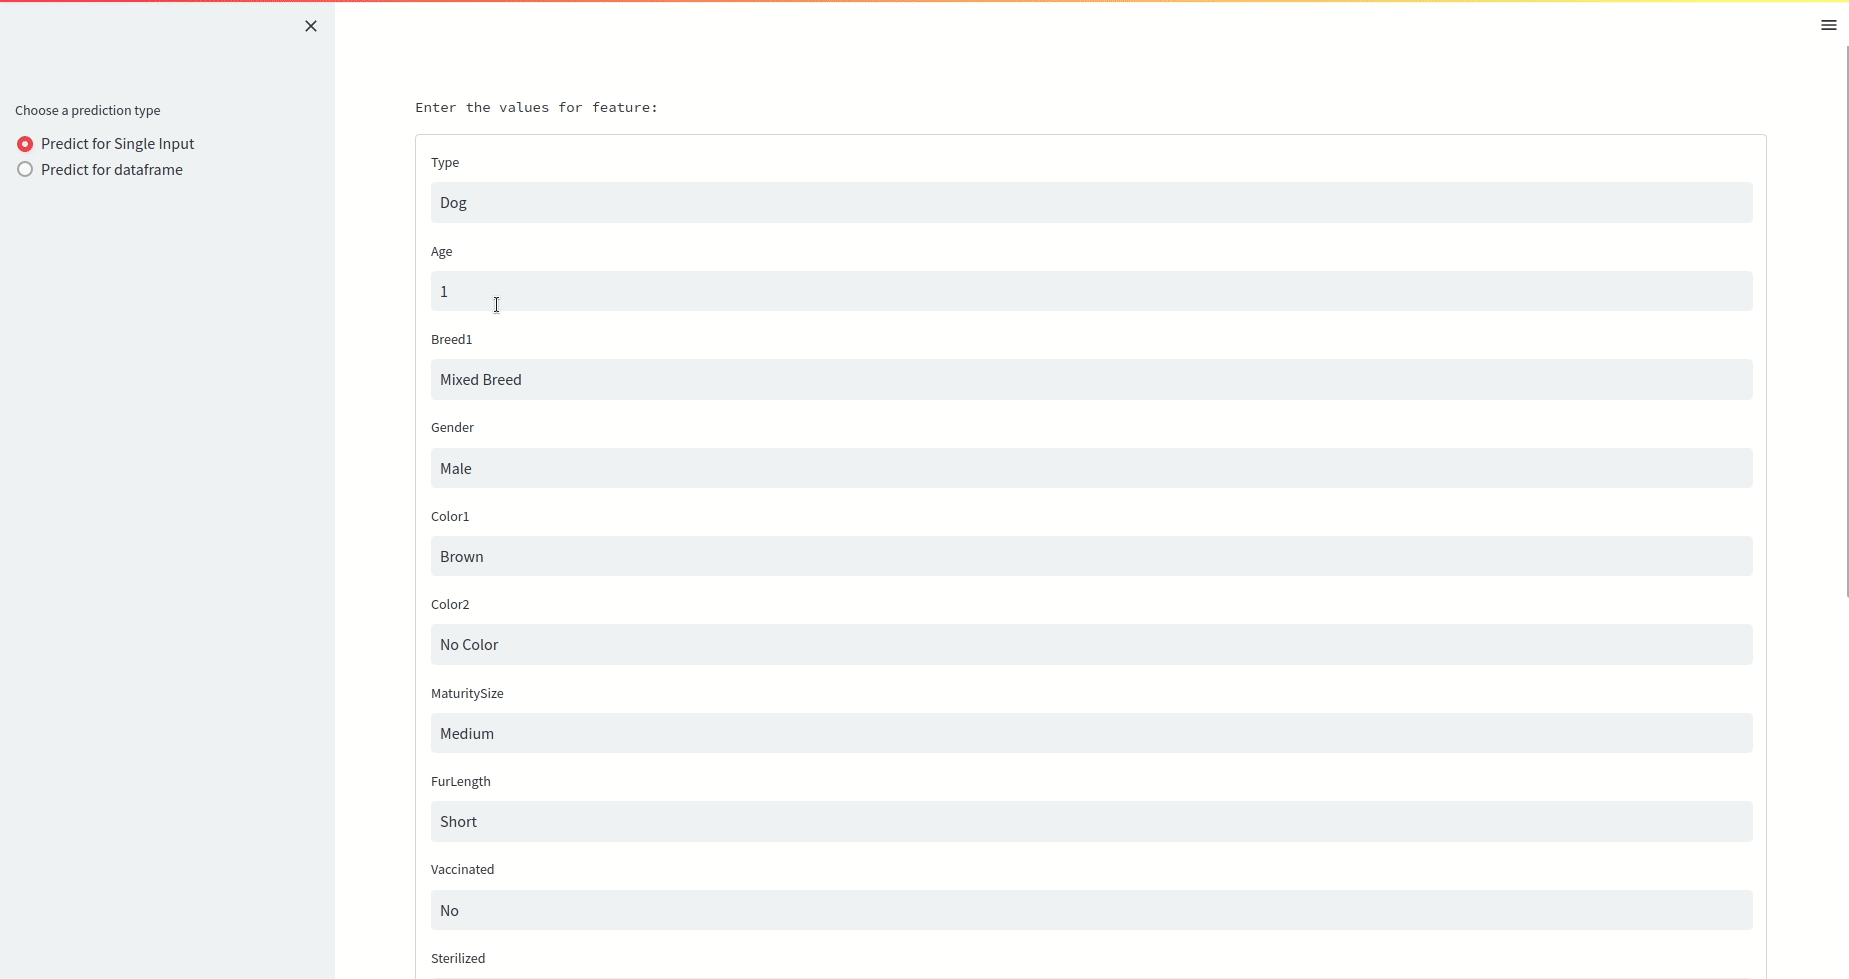 Choose a prediction type
Predict for Single Input
Predict for dataframe
Enter the values for feature:
Type
Dog
Age
1
Breed1
Mixed Breed
Gender
Male
Color1
Brown
Color2
No Color
MaturitySize
Medium
FurLength
Short
Vaccinated
No
Sterilized